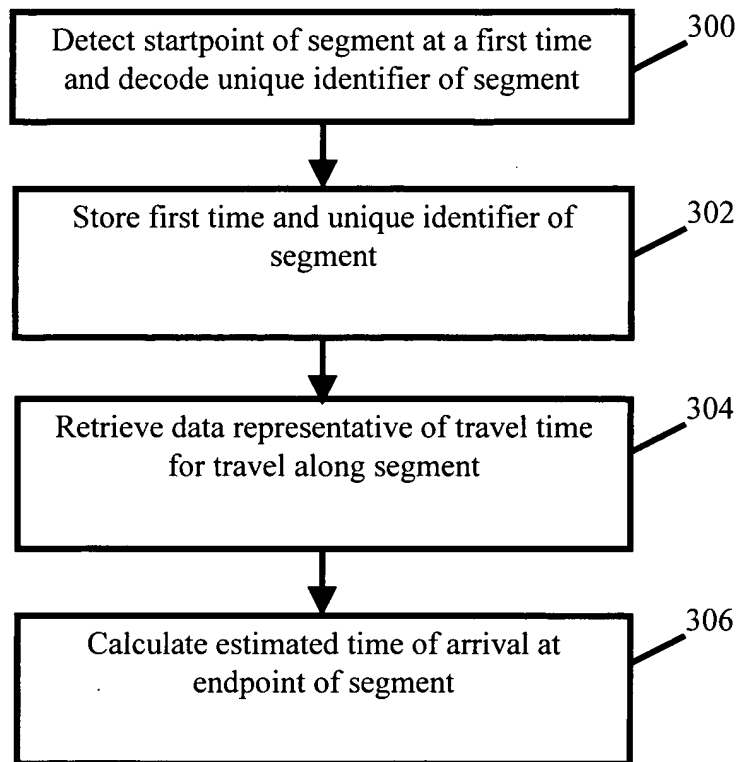 Detect startpoint of segment at a first time
and decode unique identifier of segment
300
Store first time and unique identifier of
segment
302
Retrieve data representative of travel time
for travel along segment
304
Calculate estimated time of arrival at
endpoint of segment
306